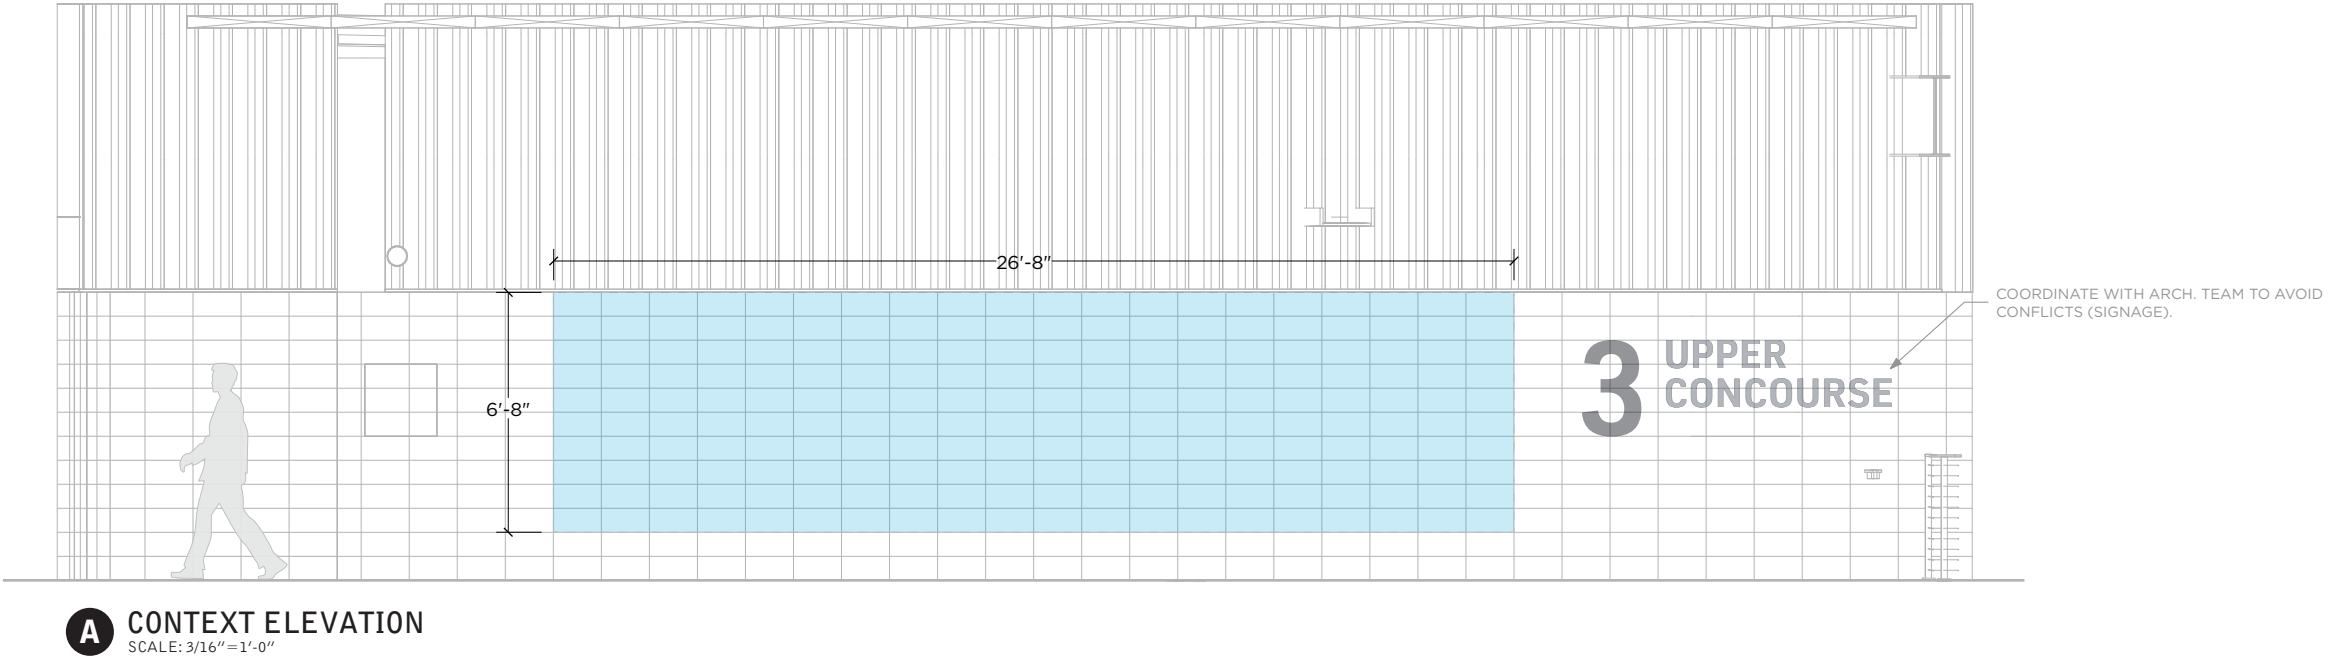 26'-8"
COORDINATE WITH ARCH. TEAM TO AVOID
CONFLICTS (SIGNAGE).
3 UPPER
CONCOURSE
6'-8"
A CONTEXT ELEVATION
SCALE: 3/16"=1'-0"